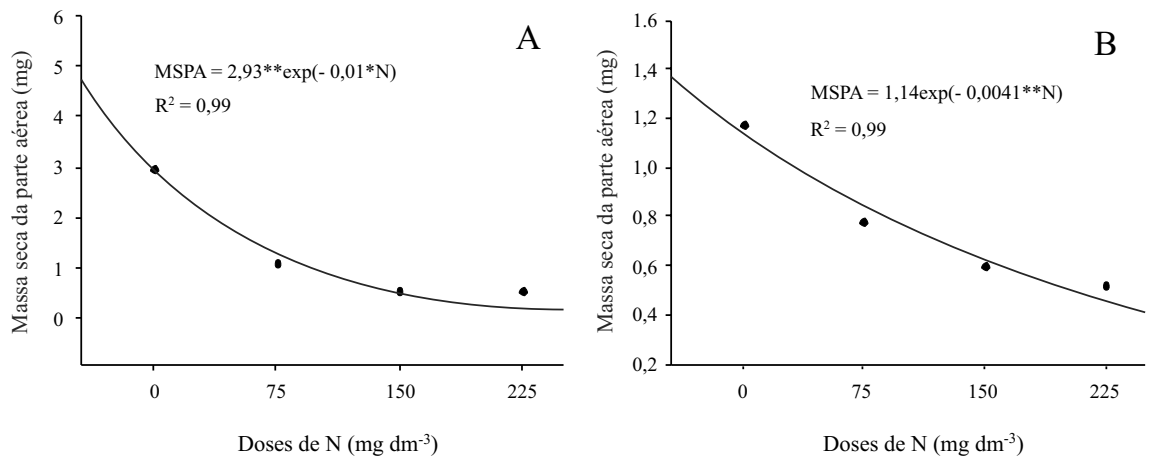 A
MSPA = 2,93**exp(- 0,01*N)
R² = 0,99
Massa seca da parte aérea (mg)
6
5
4
3
2
1
0
0
75
150
225
Doses de N (mg dm⁻³)
B
MSPA = 1,14exp(- 0,0041**N)
R² = 0,99
Massa seca da parte aérea (mg)
1.6
1,4
1,2
1,0
0,8
0,6
0,4
0,2
0
75
150
225
Doses de N (mg dm⁻³)